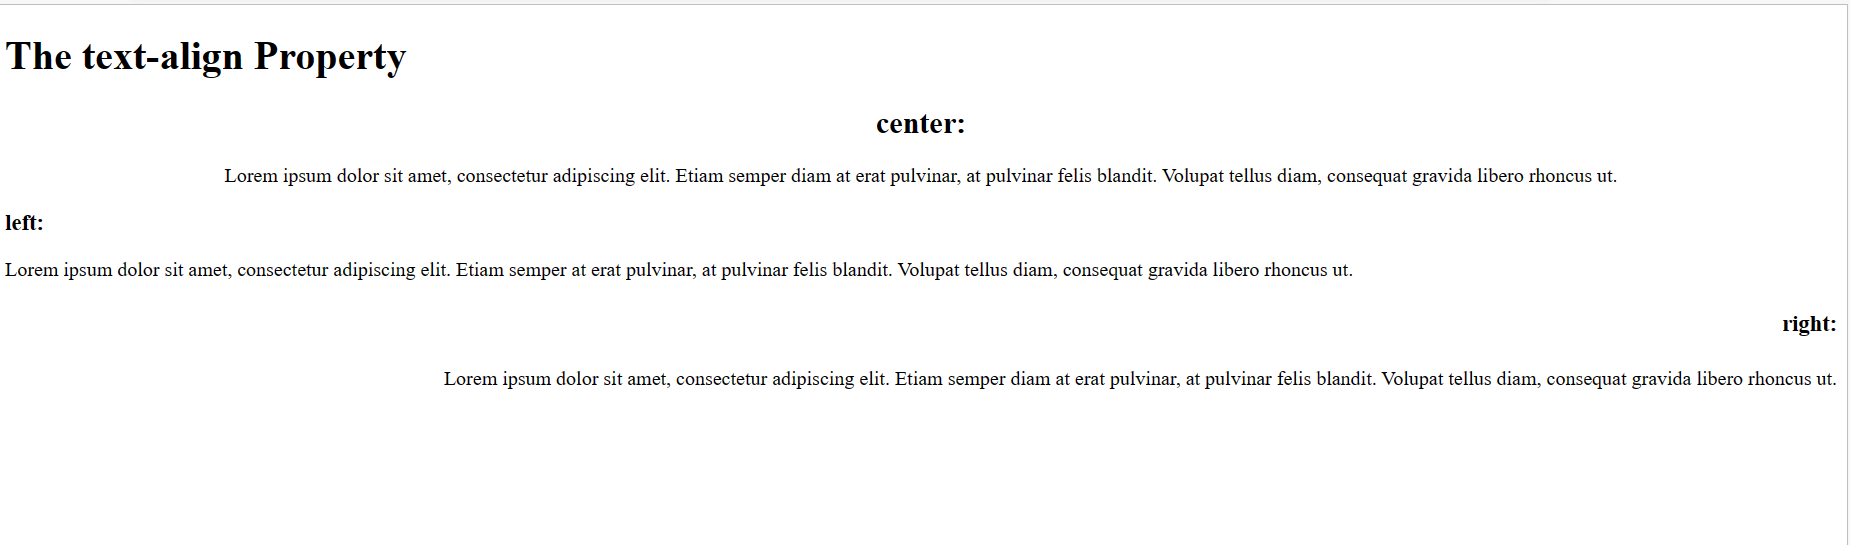 The text-align Property
center:
Lorem ipsum dolor sit amet, consectetur adipiscing elit. Etiam semper diam at erat pulvinar, at pulvinar felis blandit. Volupat tellus diam, consequat gravida libero rhoncus ut.
left:
Lorem ipsum dolor sit amet, consectetur adipiscing elit. Etiam semper at erat pulvinar, at pulvinar felis blandit. Volupat tellus diam, consequat gravida libero rhoncus ut.
right:
Lorem ipsum dolor sit amet, consectetur adipiscing elit. Etiam semper diam at erat pulvinar, at pulvinar felis blandit. Volupat tellus diam, consequat gravida libero rhoncus ut.